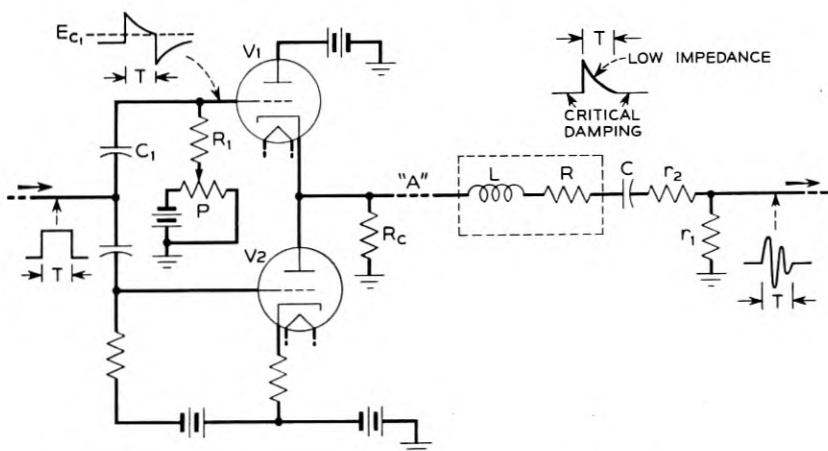 E_C1
T
V1
T
LOW IMPEDANCE
CRITICAL
DAMPING
C1
R1
P
"A"
L
R
C
r2
RC
r1
T
V2
T